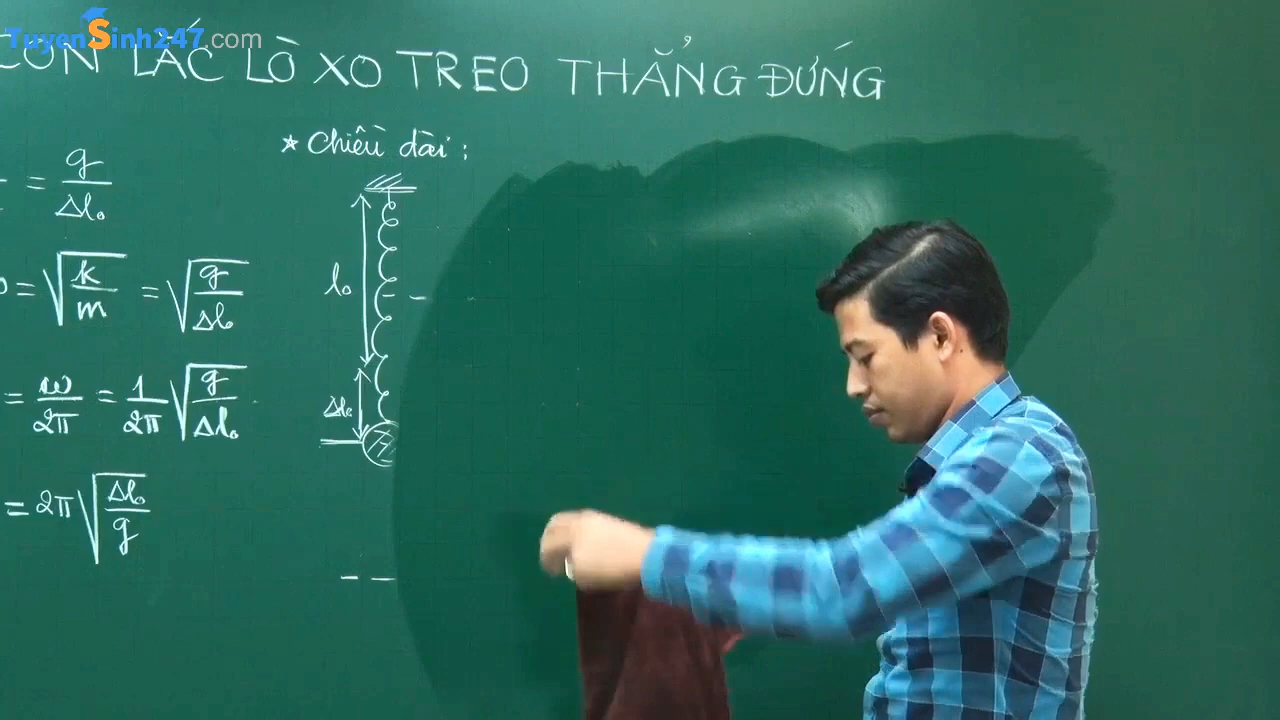 TuyenSinh247.com
CON LẮC LÒ XO TREO THẲNG ĐỨNG
★ Chiều dài :
= g/Δl₀
l₀
= √(k/m) = √(g/Δl₀)
= ω/2π = 1/2π √(g/Δl₀)
Δl₀
= 2π √(Δl₀/g)